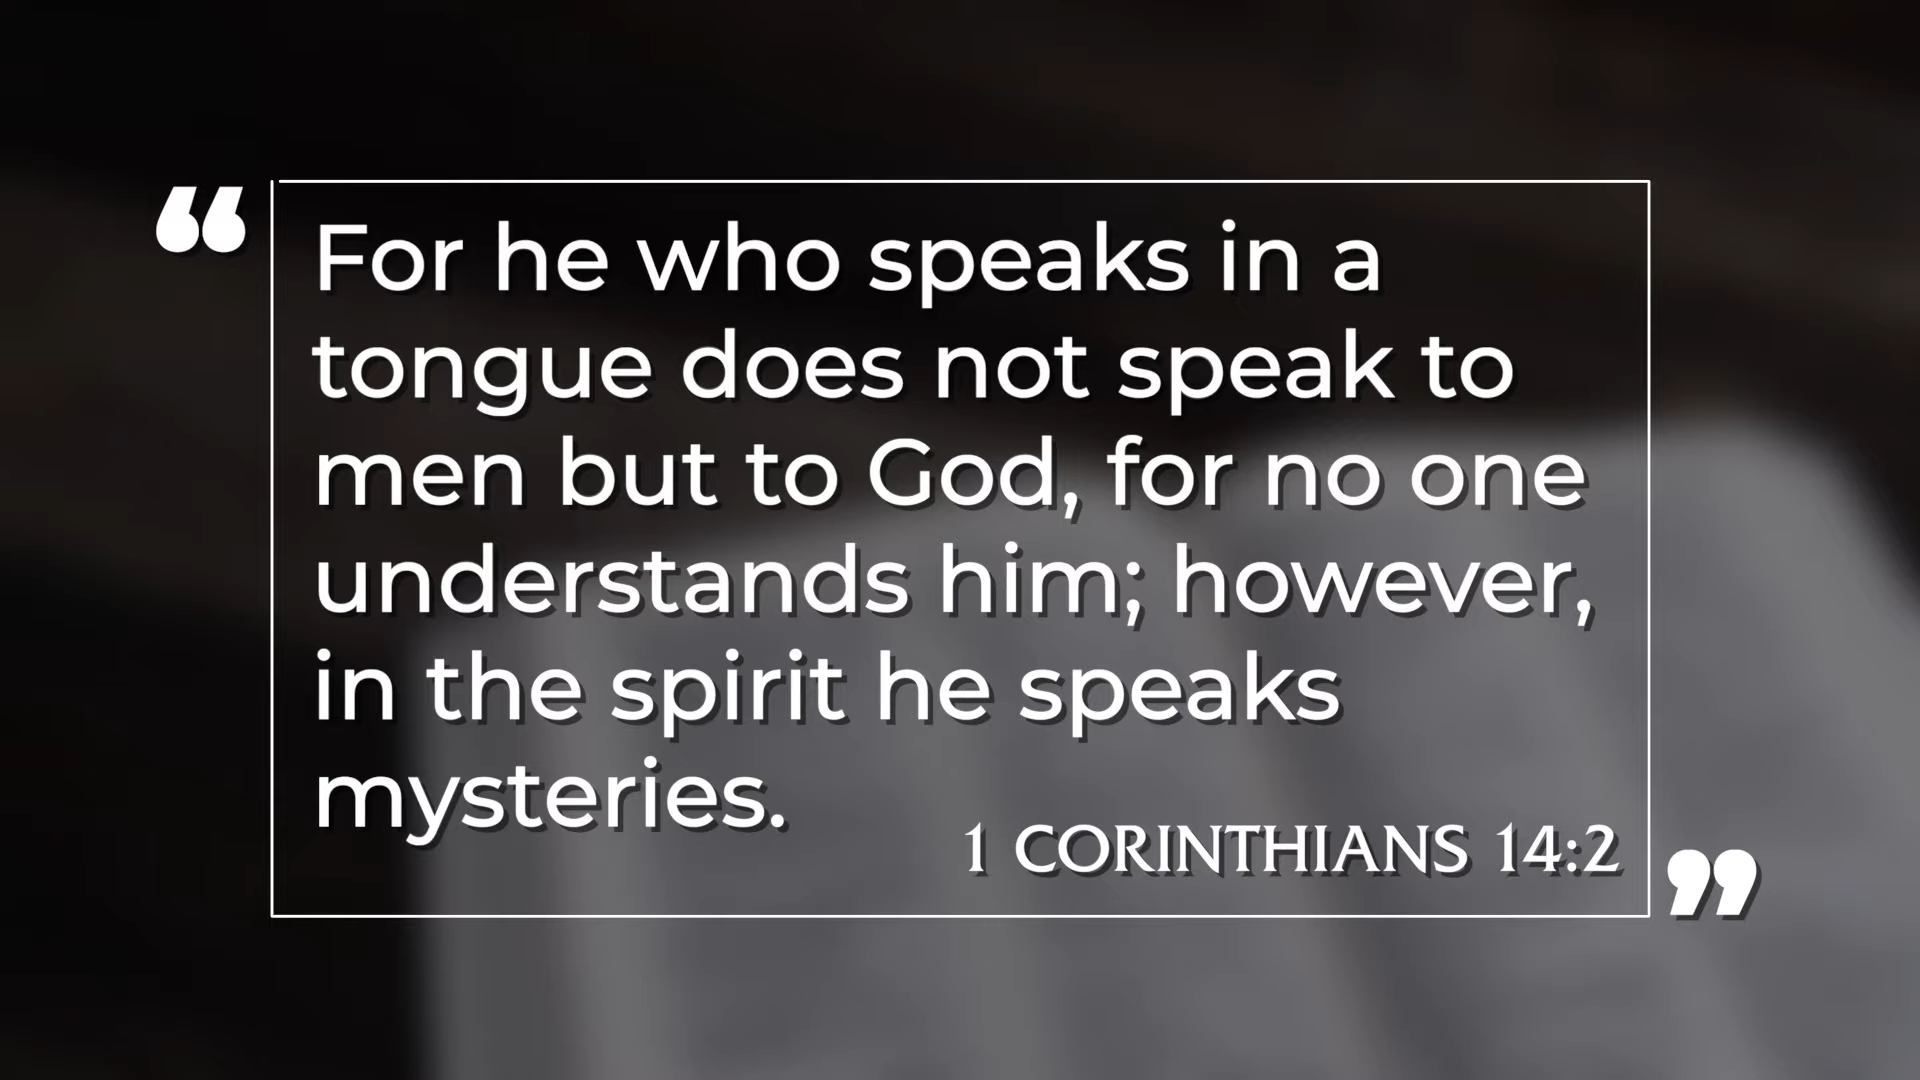 “
For he who speaks in a
tongue does not speak to
men but to God, for no one
understands him; however,
in the spirit he speaks
mysteries.
1 CORINTHIANS 14:2
”